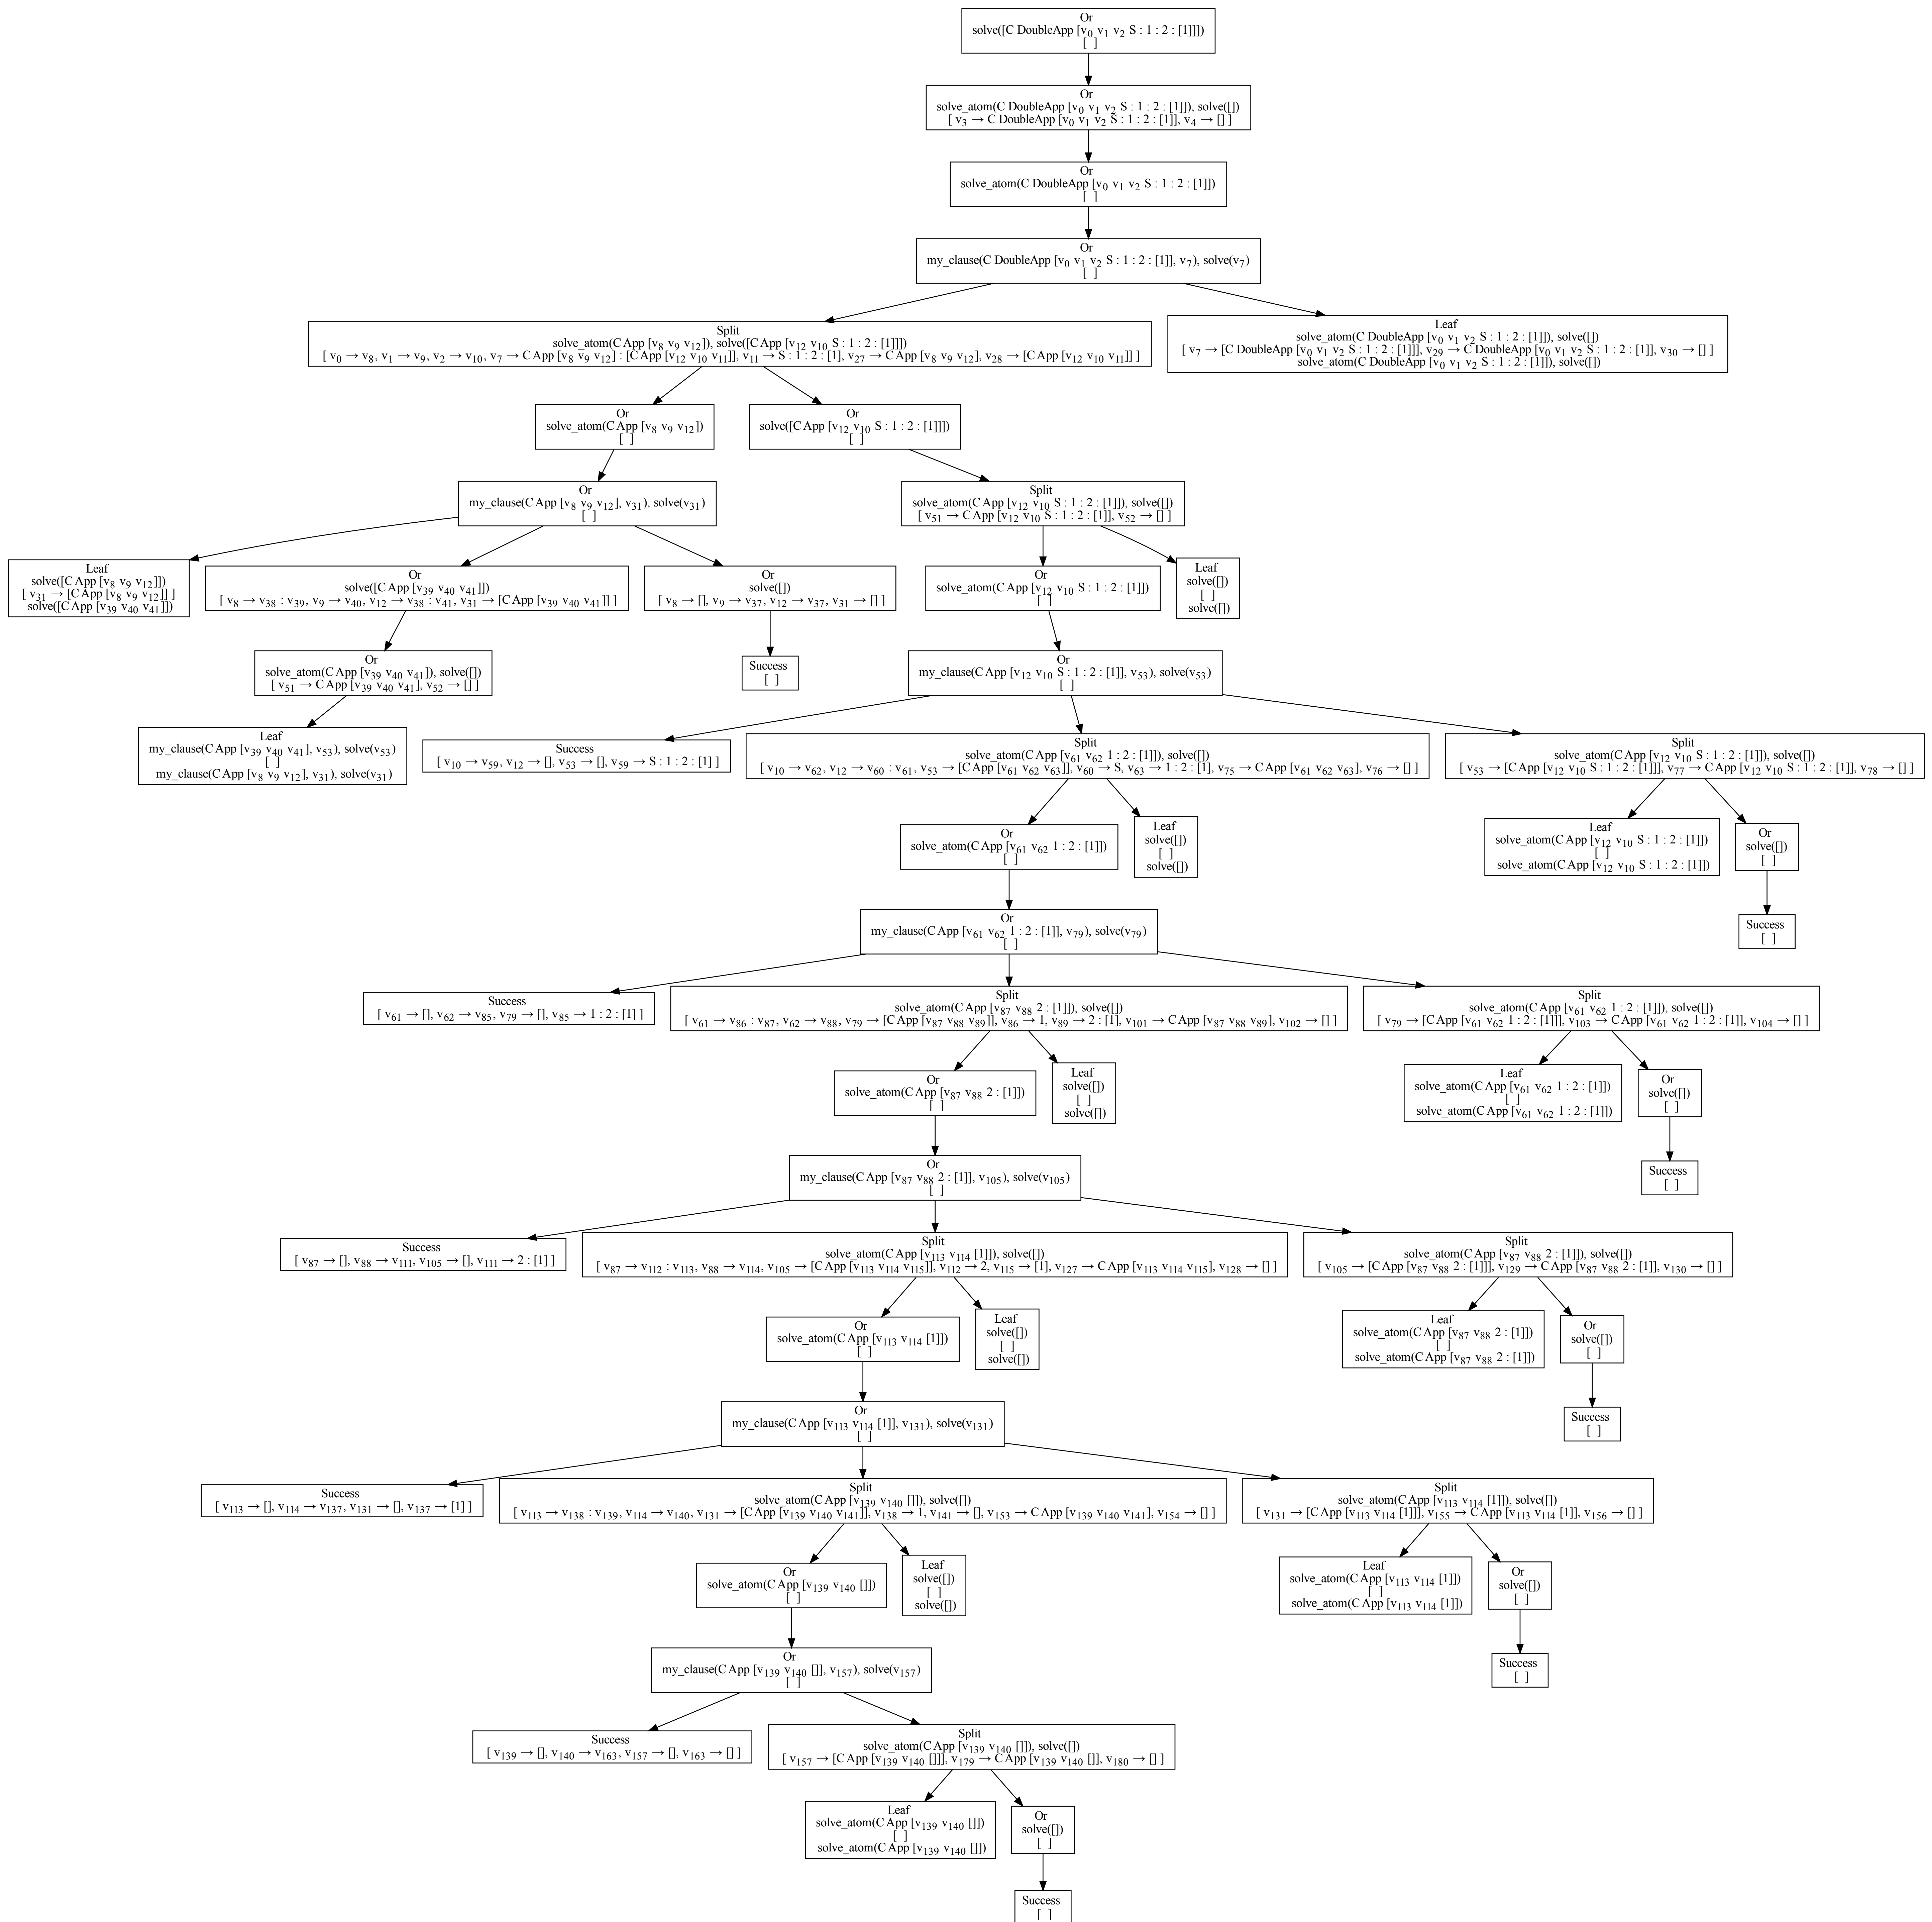 Or
solve([C DoubleApp [v₀ v₁ v₂ S : 1 : 2 : [1]]])
[ ]
Or
solve_atom(C DoubleApp [v₀ v₁ v₂ S : 1 : 2 : [1]]), solve([])
[ v₃ → C DoubleApp [v₀ v₁ v₂ S : 1 : 2 : [1]], v₄ → [] ]
Or
solve_atom(C DoubleApp [v₀ v₁ v₂ S : 1 : 2 : [1]])
[ ]
Or
my_clause(C DoubleApp [v₀ v₁ v₂ S : 1 : 2 : [1]], v₇), solve(v₇)
[ ]
Split
solve_atom(C App [v₈ v₉ v₁₂]), solve([C App [v₁₂ v₁₀ S : 1 : 2 : [1]]])
[ v₀ → v₈, v₁ → v₉, v₂ → v₁₀, v₇ → C App [v₈ v₉ v₁₂] : [C App [v₁₂ v₁₀ v₁₁]], v₁₁ → S : 1 : 2 : [1], v₂₇ → C App [v₈ v₉ v₁₂], v₂₈ → [C App [v₁₂ v₁₀ v₁₁]] ]
Leaf
solve_atom(C DoubleApp [v₀ v₁ v₂ S : 1 : 2 : [1]]), solve([])
[ v₇ → [C DoubleApp [v₀ v₁ v₂ S : 1 : 2 : [1]]], v₂₉ → C DoubleApp [v₀ v₁ v₂ S : 1 : 2 : [1]], v₃₀ → [] ]
solve_atom(C DoubleApp [v₀ v₁ v₂ S : 1 : 2 : [1]]), solve([])
Or
solve_atom(C App [v₈ v₉ v₁₂])
[ ]
Or
solve([C App [v₁₂ v₁₀ S : 1 : 2 : [1]]])
[ ]
Or
my_clause(C App [v₈ v₉ v₁₂], v₃₁), solve(v₃₁)
[ ]
Split
solve_atom(C App [v₁₂ v₁₀ S : 1 : 2 : [1]]), solve([])
[ v₅₁ → C App [v₁₂ v₁₀ S : 1 : 2 : [1]], v₅₂ → [] ]
Leaf
solve([C App [v₈ v₉ v₁₂]])
[ v₃₁ → [C App [v₈ v₉ v₁₂]] ]
solve([C App [v₃₉ v₄₀ v₄₁]])
Or
solve([C App [v₃₉ v₄₀ v₄₁]])
[ v₈ → v₃₈ : v₃₉, v₉ → v₄₀, v₁₂ → v₃₈ : v₄₁, v₃₁ → [C App [v₃₉ v₄₀ v₄₁]] ]
Or
solve([])
[ v₈ → [], v₉ → v₃₇, v₁₂ → v₃₇, v₃₁ → [] ]
Or
solve_atom(C App [v₁₂ v₁₀ S : 1 : 2 : [1]])
[ ]
Leaf
solve([])
[ ]
solve([])
Or
solve_atom(C App [v₃₉ v₄₀ v₄₁]), solve([])
[ v₅₁ → C App [v₃₉ v₄₀ v₄₁], v₅₂ → [] ]
Success
[ ]
Or
my_clause(C App [v₁₂ v₁₀ S : 1 : 2 : [1]], v₅₃), solve(v₅₃)
[ ]
Leaf
my_clause(C App [v₃₉ v₄₀ v₄₁], v₅₃), solve(v₅₃)
[ ]
my_clause(C App [v₈ v₉ v₁₂], v₃₁), solve(v₃₁)
Success
[ v₁₀ → v₅₉, v₁₂ → [], v₅₃ → [], v₅₉ → S : 1 : 2 : [1] ]
Split
solve_atom(C App [v₆₁ v₆₂ 1 : 2 : [1]]), solve([])
[ v₁₀ → v₆₂, v₁₂ → v₆₀ : v₆₁, v₅₃ → [C App [v₆₁ v₆₂ v₆₃]], v₆₀ → S, v₆₃ → 1 : 2 : [1], v₇₅ → C App [v₆₁ v₆₂ v₆₃], v₇₆ → [] ]
Split
solve_atom(C App [v₁₂ v₁₀ S : 1 : 2 : [1]]), solve([])
[ v₅₃ → [C App [v₁₂ v₁₀ S : 1 : 2 : [1]]], v₇₇ → C App [v₁₂ v₁₀ S : 1 : 2 : [1]], v₇₈ → [] ]
Or
solve_atom(C App [v₆₁ v₆₂ 1 : 2 : [1]])
[ ]
Leaf
solve([])
[ ]
solve([])
Leaf
solve_atom(C App [v₁₂ v₁₀ S : 1 : 2 : [1]])
[ ]
solve_atom(C App [v₁₂ v₁₀ S : 1 : 2 : [1]])
Or
solve([])
[ ]
Or
my_clause(C App [v₆₁ v₆₂ 1 : 2 : [1]], v₇₉), solve(v₇₉)
[ ]
Success
[ ]
Success
[ v₆₁ → [], v₆₂ → v₈₅, v₇₉ → [], v₈₅ → 1 : 2 : [1] ]
Split
solve_atom(C App [v₈₇ v₈₈ 2 : [1]]), solve([])
[ v₆₁ → v₈₆ : v₈₇, v₆₂ → v₈₈, v₇₉ → [C App [v₈₇ v₈₈ v₈₉]], v₈₆ → 1, v₈₉ → 2 : [1], v₁₀₁ → C App [v₈₇ v₈₈ v₈₉], v₁₀₂ → [] ]
Split
solve_atom(C App [v₆₁ v₆₂ 1 : 2 : [1]]), solve([])
[ v₇₉ → [C App [v₆₁ v₆₂ 1 : 2 : [1]]], v₁₀₃ → C App [v₆₁ v₆₂ 1 : 2 : [1]], v₁₀₄ → [] ]
Or
solve_atom(C App [v₈₇ v₈₈ 2 : [1]])
[ ]
Leaf
solve([])
[ ]
solve([])
Leaf
solve_atom(C App [v₆₁ v₆₂ 1 : 2 : [1]])
[ ]
solve_atom(C App [v₆₁ v₆₂ 1 : 2 : [1]])
Or
solve([])
[ ]
Or
my_clause(C App [v₈₇ v₈₈ 2 : [1]], v₁₀₅), solve(v₁₀₅)
[ ]
Success
[ ]
Success
[ v₈₇ → [], v₈₈ → v₁₁₁, v₁₀₅ → [], v₁₁₁ → 2 : [1] ]
Split
solve_atom(C App [v₁₁₃ v₁₁₄ [1]]), solve([])
[ v₈₇ → v₁₁₂ : v₁₁₃, v₈₈ → v₁₁₄, v₁₀₅ → [C App [v₁₁₃ v₁₁₄ v₁₁₅]], v₁₁₂ → 2, v₁₁₅ → [1], v₁₂₇ → C App [v₁₁₃ v₁₁₄ v₁₁₅], v₁₂₈ → [] ]
Split
solve_atom(C App [v₈₇ v₈₈ 2 : [1]]), solve([])
[ v₁₀₅ → [C App [v₈₇ v₈₈ 2 : [1]]], v₁₂₉ → C App [v₈₇ v₈₈ 2 : [1]], v₁₃₀ → [] ]
Or
solve_atom(C App [v₁₁₃ v₁₁₄ [1]])
[ ]
Leaf
solve([])
[ ]
solve([])
Leaf
solve_atom(C App [v₈₇ v₈₈ 2 : [1]])
[ ]
solve_atom(C App [v₈₇ v₈₈ 2 : [1]])
Or
solve([])
[ ]
Or
my_clause(C App [v₁₁₃ v₁₁₄ [1]], v₁₃₁), solve(v₁₃₁)
[ ]
Success
[ ]
Success
[ v₁₁₃ → [], v₁₁₄ → v₁₃₇, v₁₃₁ → [], v₁₃₇ → [1] ]
Split
solve_atom(C App [v₁₃₉ v₁₄₀ []]), solve([])
[ v₁₁₃ → v₁₃₈ : v₁₃₉, v₁₁₄ → v₁₄₀, v₁₃₁ → [C App [v₁₃₉ v₁₄₀ v₁₄₁]], v₁₃₈ → 1, v₁₄₁ → [], v₁₅₃ → C App [v₁₃₉ v₁₄₀ v₁₄₁], v₁₅₄ → [] ]
Split
solve_atom(C App [v₁₁₃ v₁₁₄ [1]]), solve([])
[ v₁₃₁ → [C App [v₁₁₃ v₁₁₄ [1]]], v₁₅₅ → C App [v₁₁₃ v₁₁₄ [1]], v₁₅₆ → [] ]
Or
solve_atom(C App [v₁₃₉ v₁₄₀ []])
[ ]
Leaf
solve([])
[ ]
solve([])
Leaf
solve_atom(C App [v₁₁₃ v₁₁₄ [1]])
[ ]
solve_atom(C App [v₁₁₃ v₁₁₄ [1]])
Or
solve([])
[ ]
Or
my_clause(C App [v₁₃₉ v₁₄₀ []], v₁₅₇), solve(v₁₅₇)
[ ]
Success
[ ]
Success
[ v₁₃₉ → [], v₁₄₀ → v₁₆₃, v₁₅₇ → [], v₁₆₃ → [] ]
Split
solve_atom(C App [v₁₃₉ v₁₄₀ []]), solve([])
[ v₁₅₇ → [C App [v₁₃₉ v₁₄₀ []]], v₁₇₉ → C App [v₁₃₉ v₁₄₀ []], v₁₈₀ → [] ]
Leaf
solve_atom(C App [v₁₃₉ v₁₄₀ []])
[ ]
solve_atom(C App [v₁₃₉ v₁₄₀ []])
Or
solve([])
[ ]
Success
[ ]